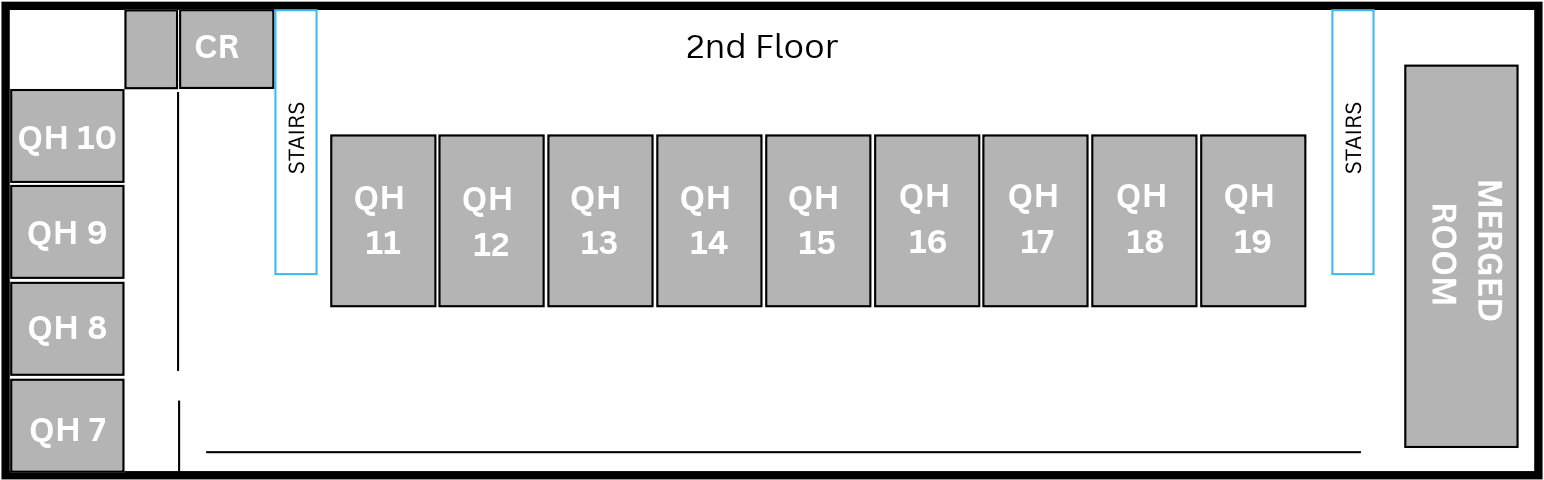 2nd Floor
CR
STAIRS
STAIRS
QH 10
QH 9
QH 8
QH 7
QH
11
QH
12
QH
13
QH
14
QH
15
QH
16
QH
17
QH
18
QH
19
MERGED
ROOM